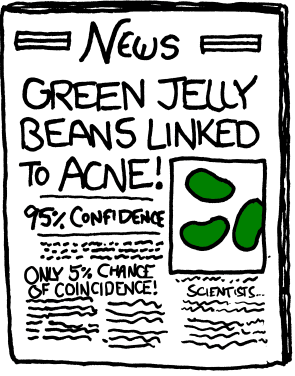 NEWS
GREEN JELLY
BEANS LINKED
TO ACNE!
95% CONFIDENCE
ONLY 5% CHANCE
OF COINCIDENCE!
SCIENTISTS...